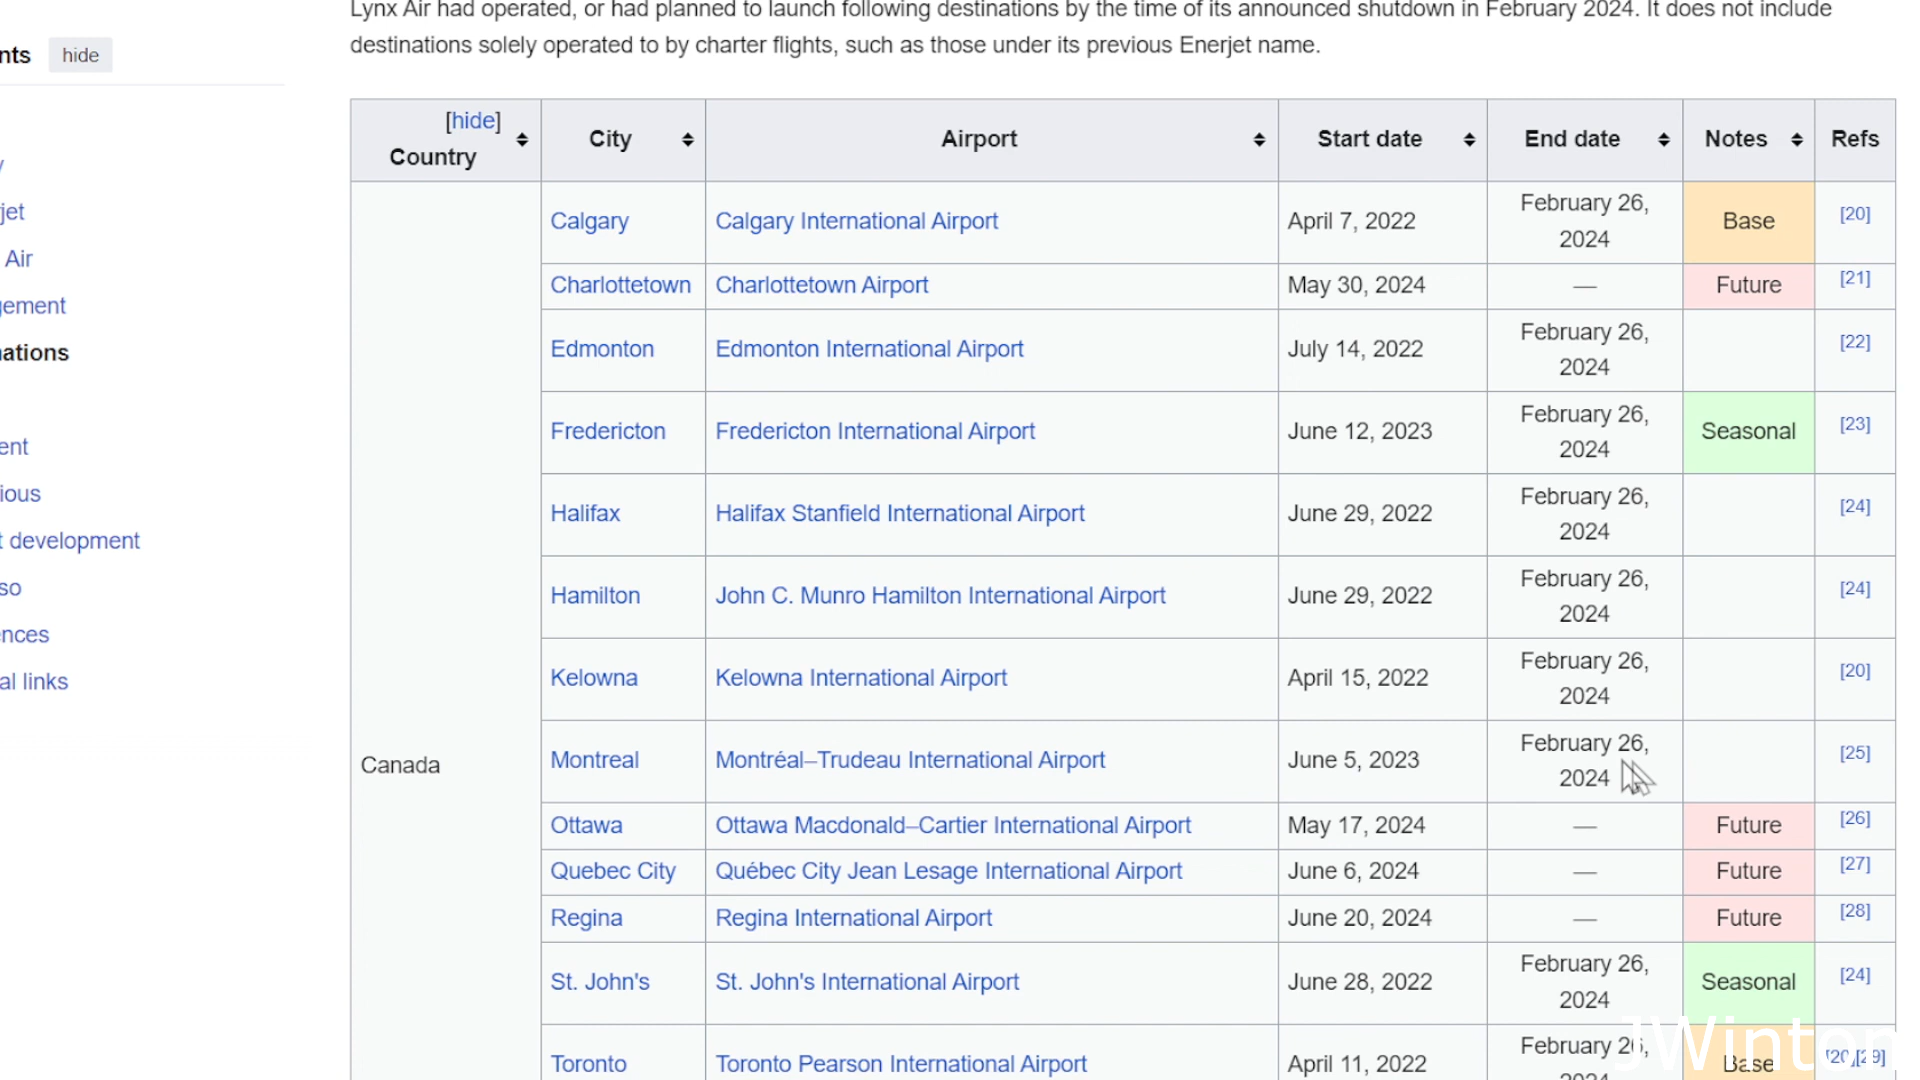 Lynx Air had operated, or had planned to launch following destinations by the time of its announced shutdown in February 2024. It does not include
destinations solely operated to by charter flights, such as those under its previous Enerjet name.
nts hide
y
jet
Air
gement
ations
ent
ious
t development
so
ences
al links
[hide]
Country City Airport Start date End date Notes Refs
Canada
Calgary Calgary International Airport April 7, 2022 February 26, 2024 Base [20]
Charlottetown Charlottetown Airport May 30, 2024 — Future [21]
Edmonton Edmonton International Airport July 14, 2022 February 26, 2024 [22]
Fredericton Fredericton International Airport June 12, 2023 February 26, 2024 Seasonal [23]
Halifax Halifax Stanfield International Airport June 29, 2022 February 26, 2024 [24]
Hamilton John C. Munro Hamilton International Airport June 29, 2022 February 26, 2024 [24]
Kelowna Kelowna International Airport April 15, 2022 February 26, 2024 [20]
Montreal Montréal–Trudeau International Airport June 5, 2023 February 26, 2024 [25]
Ottawa Ottawa Macdonald–Cartier International Airport May 17, 2024 — Future [26]
Quebec City Québec City Jean Lesage International Airport June 6, 2024 — Future [27]
Regina Regina International Airport June 20, 2024 — Future [28]
St. John's St. John's International Airport June 28, 2022 February 26, 2024 Seasonal [24]
Toronto Toronto Pearson International Airport April 11, 2022 February 26, 2024 Base [20][29]
JWinton